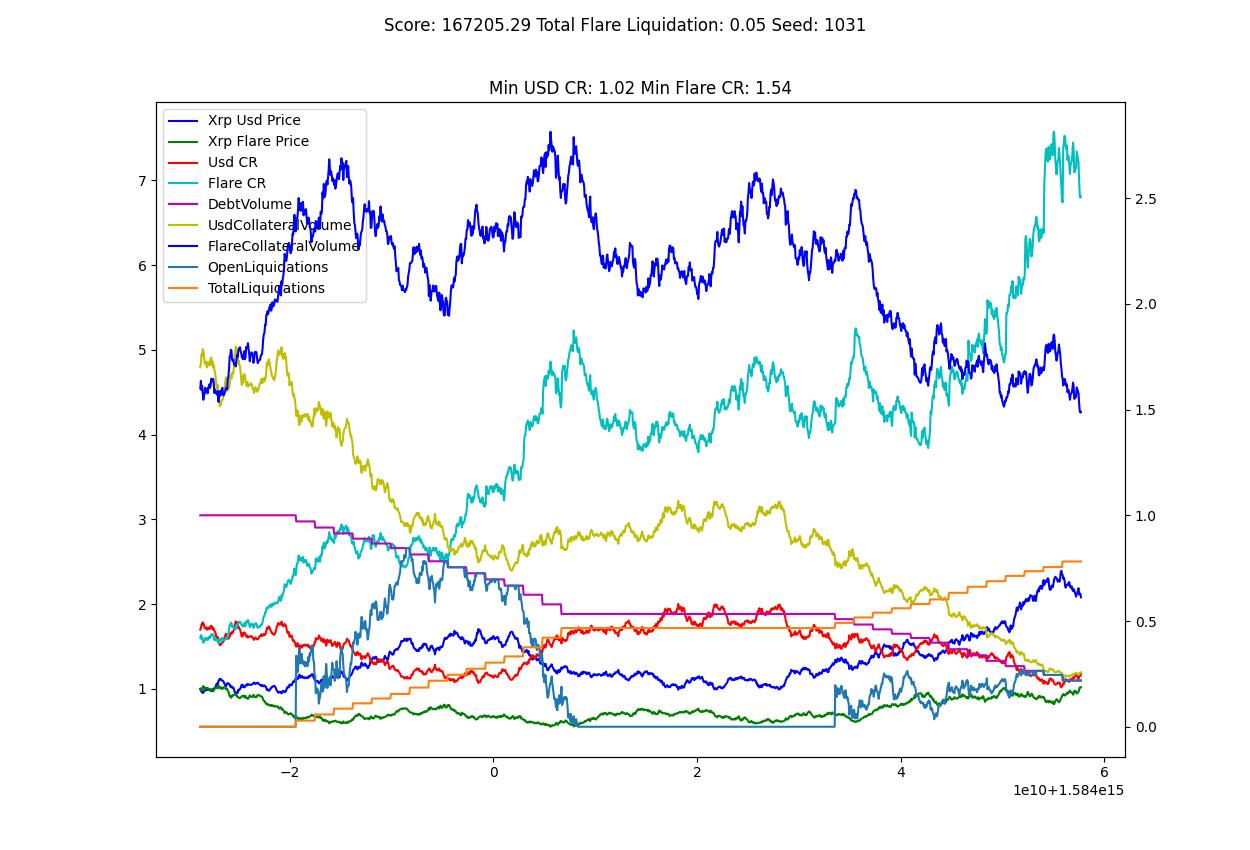 Score: 167205.29 Total Flare Liquidation: 0.05 Seed: 1031
Min USD CR: 1.02 Min Flare CR: 1.54
Xrp Usd Price
Xrp Flare Price
Usd CR
Flare CR
DebtVolume
UsdCollateralVolume
FlareCollateralVolume
OpenLiquidations
TotalLiquidations
7
6
5
4
3
2
1
2.5
2.0
1.5
1.0
0.5
0.0
−2
0
2
4
6
1e10+1.584e15